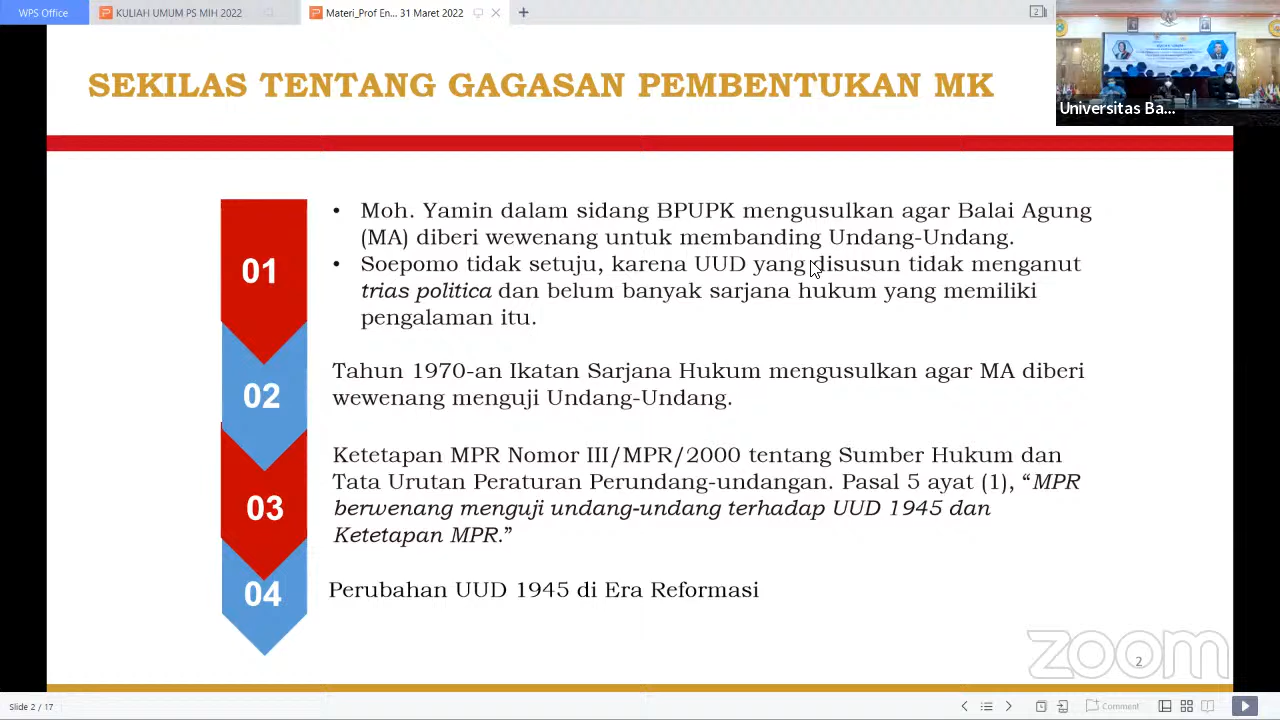 WPS Office
KULIAH UMUM PS MIH 2022
Materi_Prof En... 31 Maret 2022
2
SEKILAS TENTANG GAGASAN PEMBENTUKAN MK
Universitas Ba...
01
• Moh. Yamin dalam sidang BPUPK mengusulkan agar Balai Agung
(MA) diberi wewenang untuk membanding Undang-Undang.
• Soepomo tidak setuju, karena UUD yang disusun tidak menganut
trias politica dan belum banyak sarjana hukum yang memiliki
pengalaman itu.
02
Tahun 1970-an Ikatan Sarjana Hukum mengusulkan agar MA diberi
wewenang menguji Undang-Undang.
03
Ketetapan MPR Nomor III/MPR/2000 tentang Sumber Hukum dan
Tata Urutan Peraturan Perundang-undangan. Pasal 5 ayat (1), “MPR
berwenang menguji undang-undang terhadap UUD 1945 dan
Ketetapan MPR.”
04
Perubahan UUD 1945 di Era Reformasi
zoom
2
Slide 2 / 17
Comment